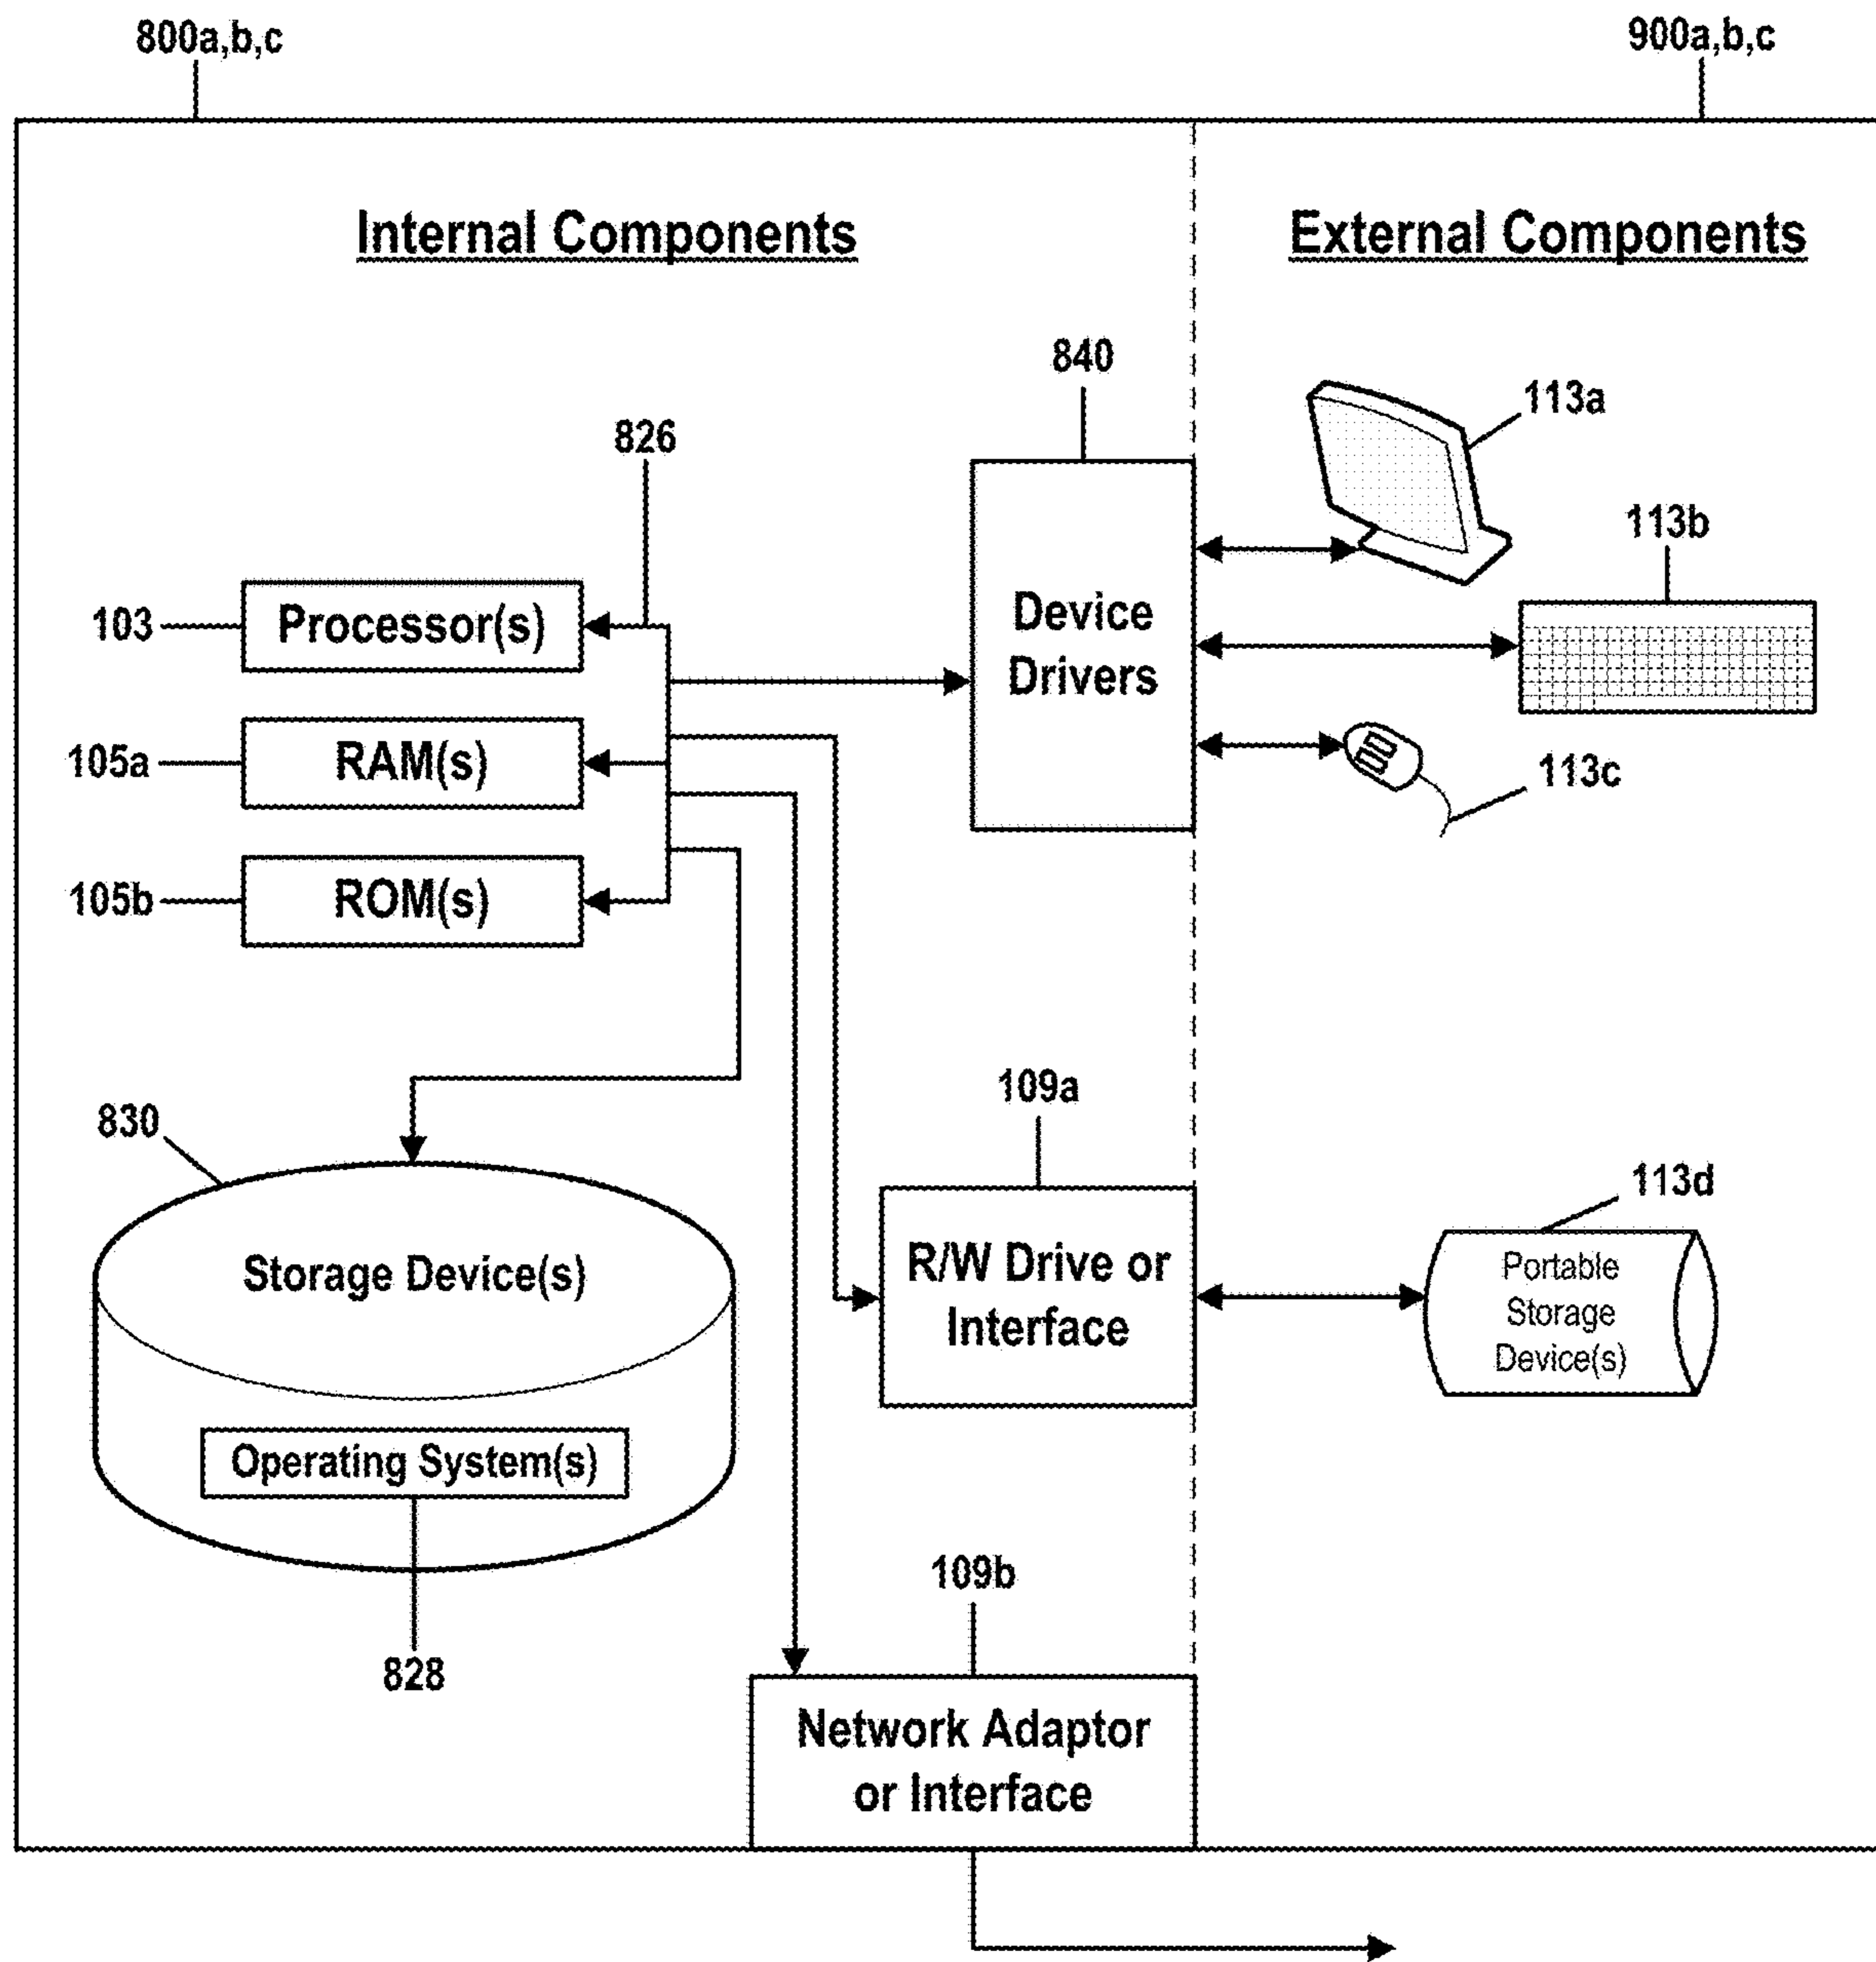 800a,b,c
900a,b,c
Internal Components
External Components
840
826
113a
113b
103
Processor(s)
Device
Drivers
105a
RAM(s)
113c
105b
ROM(s)
109a
830
113d
Storage Device(s)
R/W Drive or
Interface
Portable
Storage
Device(s)
Operating System(s)
109b
828
Network Adaptor
or Interface